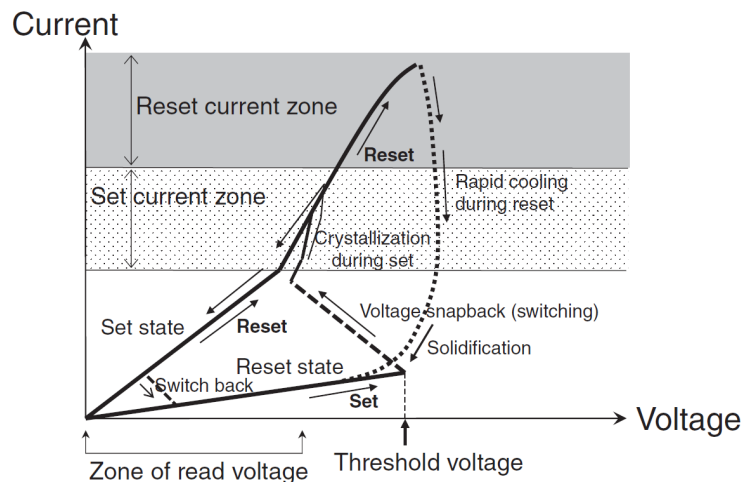 Current
Reset current zone
Reset
Set current zone
Rapid cooling
during reset
Crystallization
during set
Set state
Reset
Voltage snapback (switching)
Solidification
Reset state
Switch back
Set
Voltage
Zone of read voltage
Threshold voltage